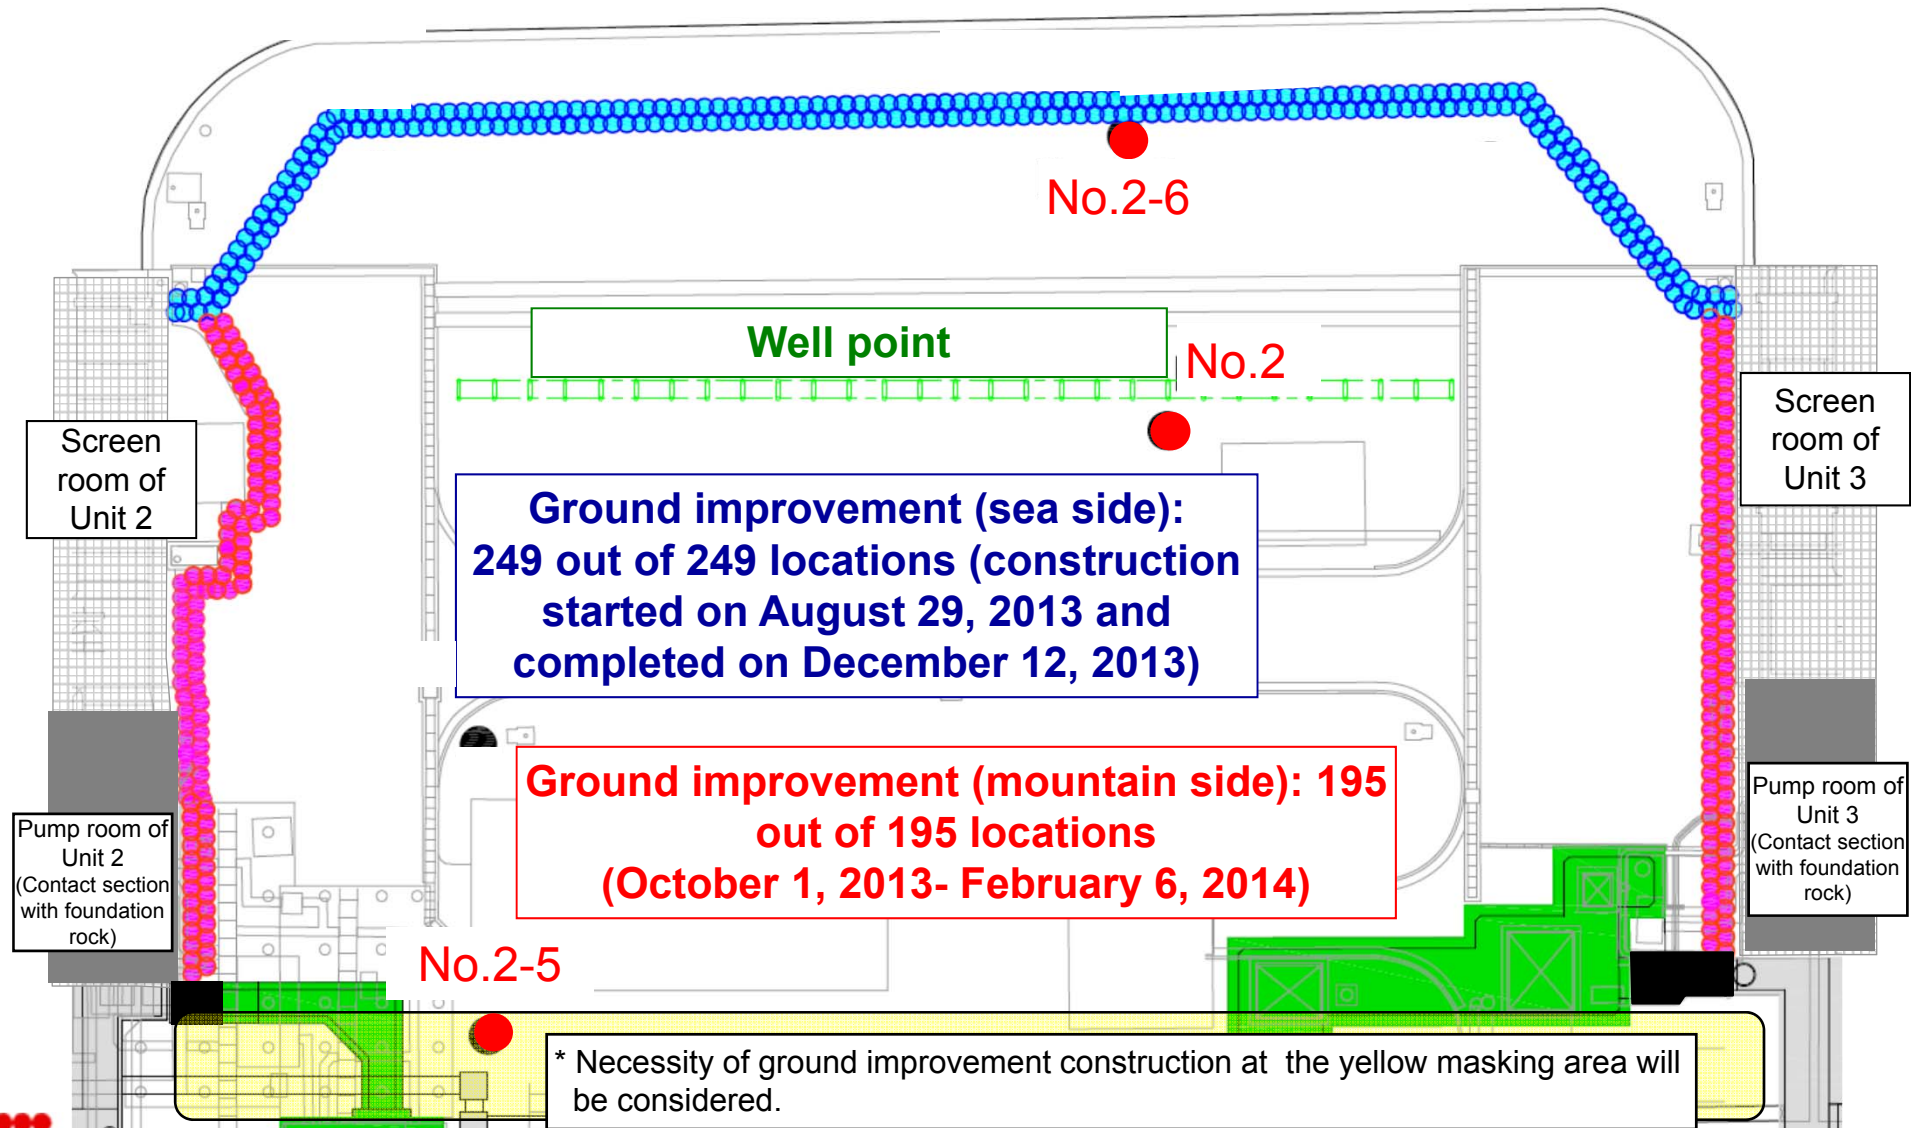 No.2-6
Well point
No.2
Screen
room of
Unit 2
Screen
room of
Unit 3
Ground improvement (sea side):
249 out of 249 locations (construction
started on August 29, 2013 and
completed on December 12, 2013)
Ground improvement (mountain side): 195
out of 195 locations
(October 1, 2013- February 6, 2014)
Pump room of
Unit 2
(Contact section
with foundation
rock)
Pump room of
Unit 3
(Contact section
with foundation
rock)
No.2-5
* Necessity of ground improvement construction at the yellow masking area will
be considered.